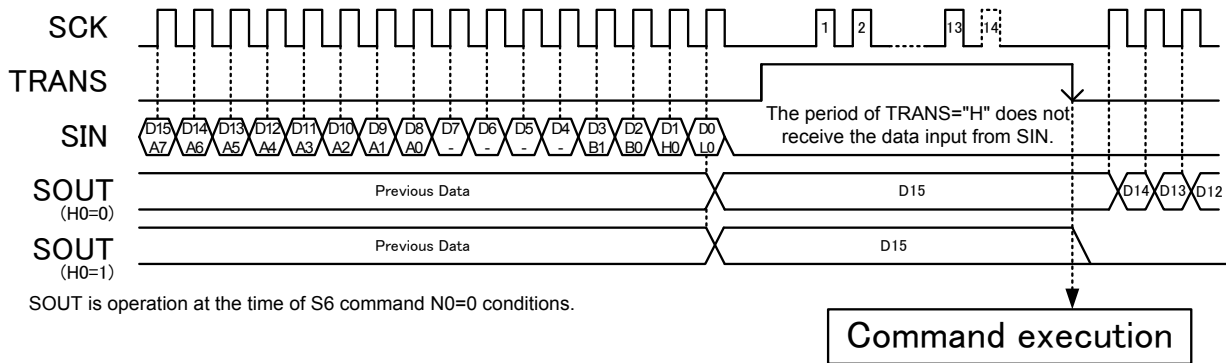 SCK 1 2 13 14
TRANS
The period of TRANS="H" does not
receive the data input from SIN.
SIN D15 D14 D13 D12 D11 D10 D9 D8 D7 D6 D5 D4 D3 D2 D1 D0
A7 A6 A5 A4 A3 A2 A1 A0 - - - - B1 B0 H0 L0
SOUT Previous Data D15 D14 D13 D12
(H0=0)
SOUT Previous Data D15
(H0=1)
SOUT is operation at the time of S6 command N0=0 conditions.
Command execution